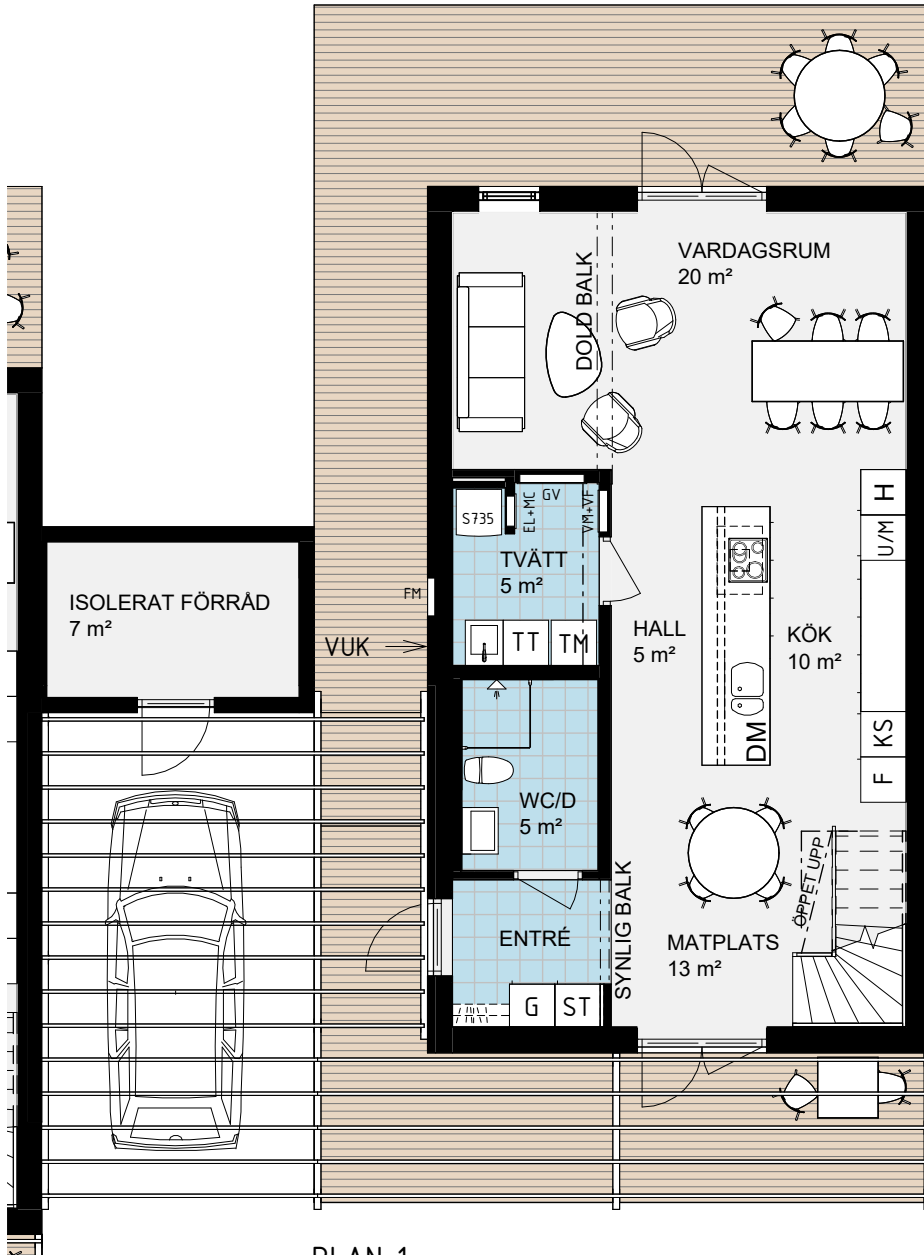 VARDAGSRUM
20 m²
DOLD BALK
H
U/M
S735
EL+MC
GV
VM+VF
TVÄTT
5 m²
FM
ISOLERAT FÖRRÅD
7 m²
VUK
TT
TM
HALL
5 m²
KÖK
10 m²
DM
KS
F
WC/D
5 m²
ÖPPET UPP
ENTRÉ
SYNLIG BALK
MATPLATS
13 m²
G
ST
PLAN 1